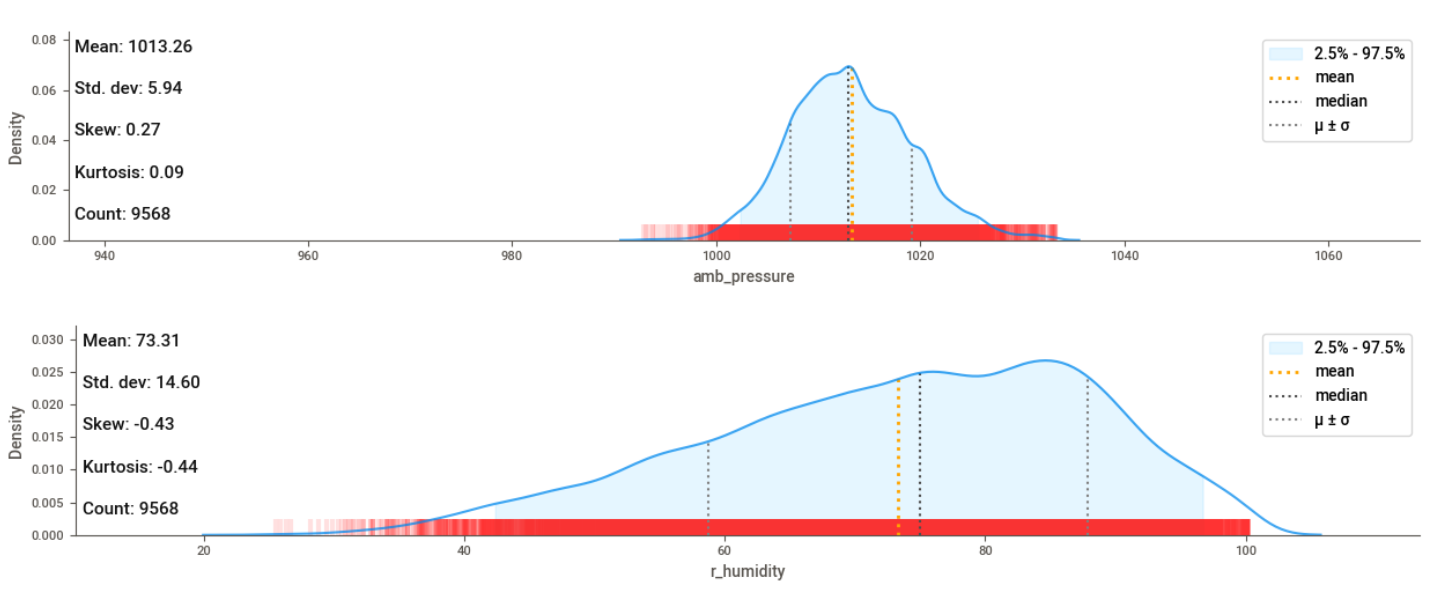 Mean: 1013.26
Std. dev: 5.94
Skew: 0.27
Kurtosis: 0.09
Count: 9568
2.5% - 97.5%
mean
median
μ ± σ
Density
0.08
0.06
0.04
0.02
0.00
940 960 980 1000 1020 1040 1060
amb_pressure
Mean: 73.31
Std. dev: 14.60
Skew: -0.43
Kurtosis: -0.44
Count: 9568
2.5% - 97.5%
mean
median
μ ± σ
Density
0.030
0.025
0.020
0.015
0.010
0.005
0.000
20 40 60 80 100
r_humidity